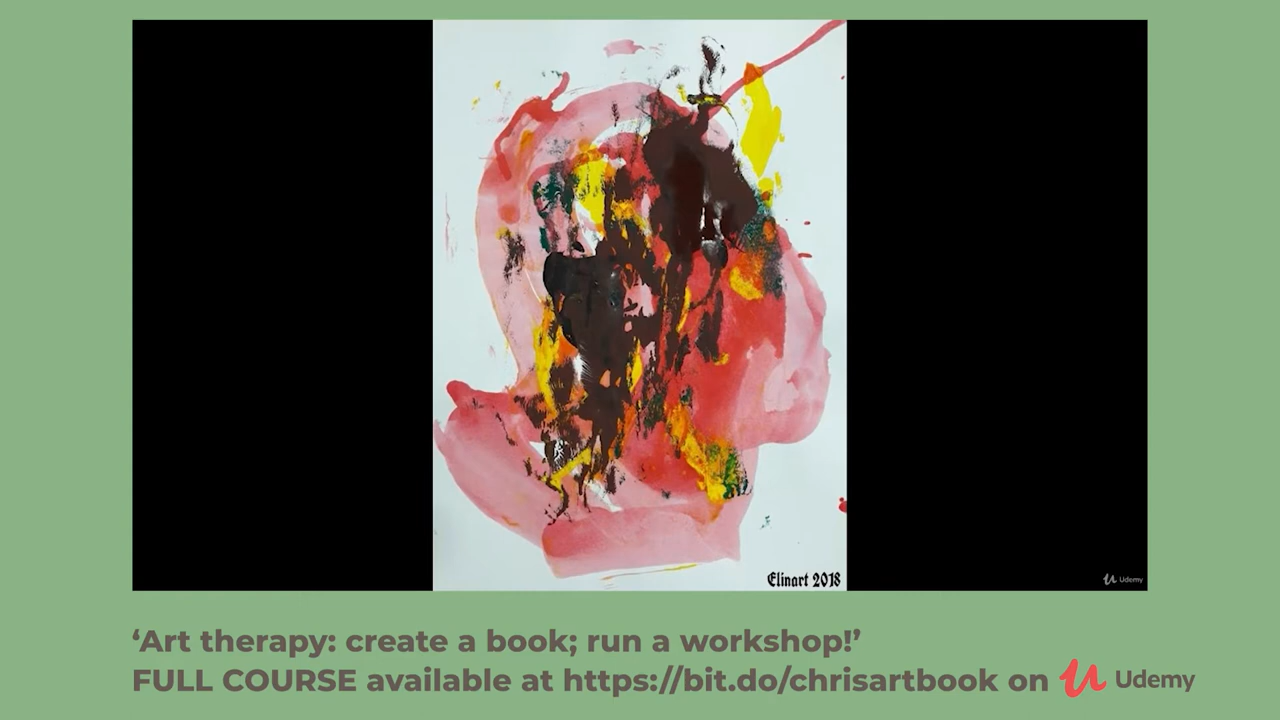 Elinart 2018
Udemy
‘Art therapy: create a book; run a workshop!’
FULL COURSE available at https://bit.do/chrisartbook on Udemy